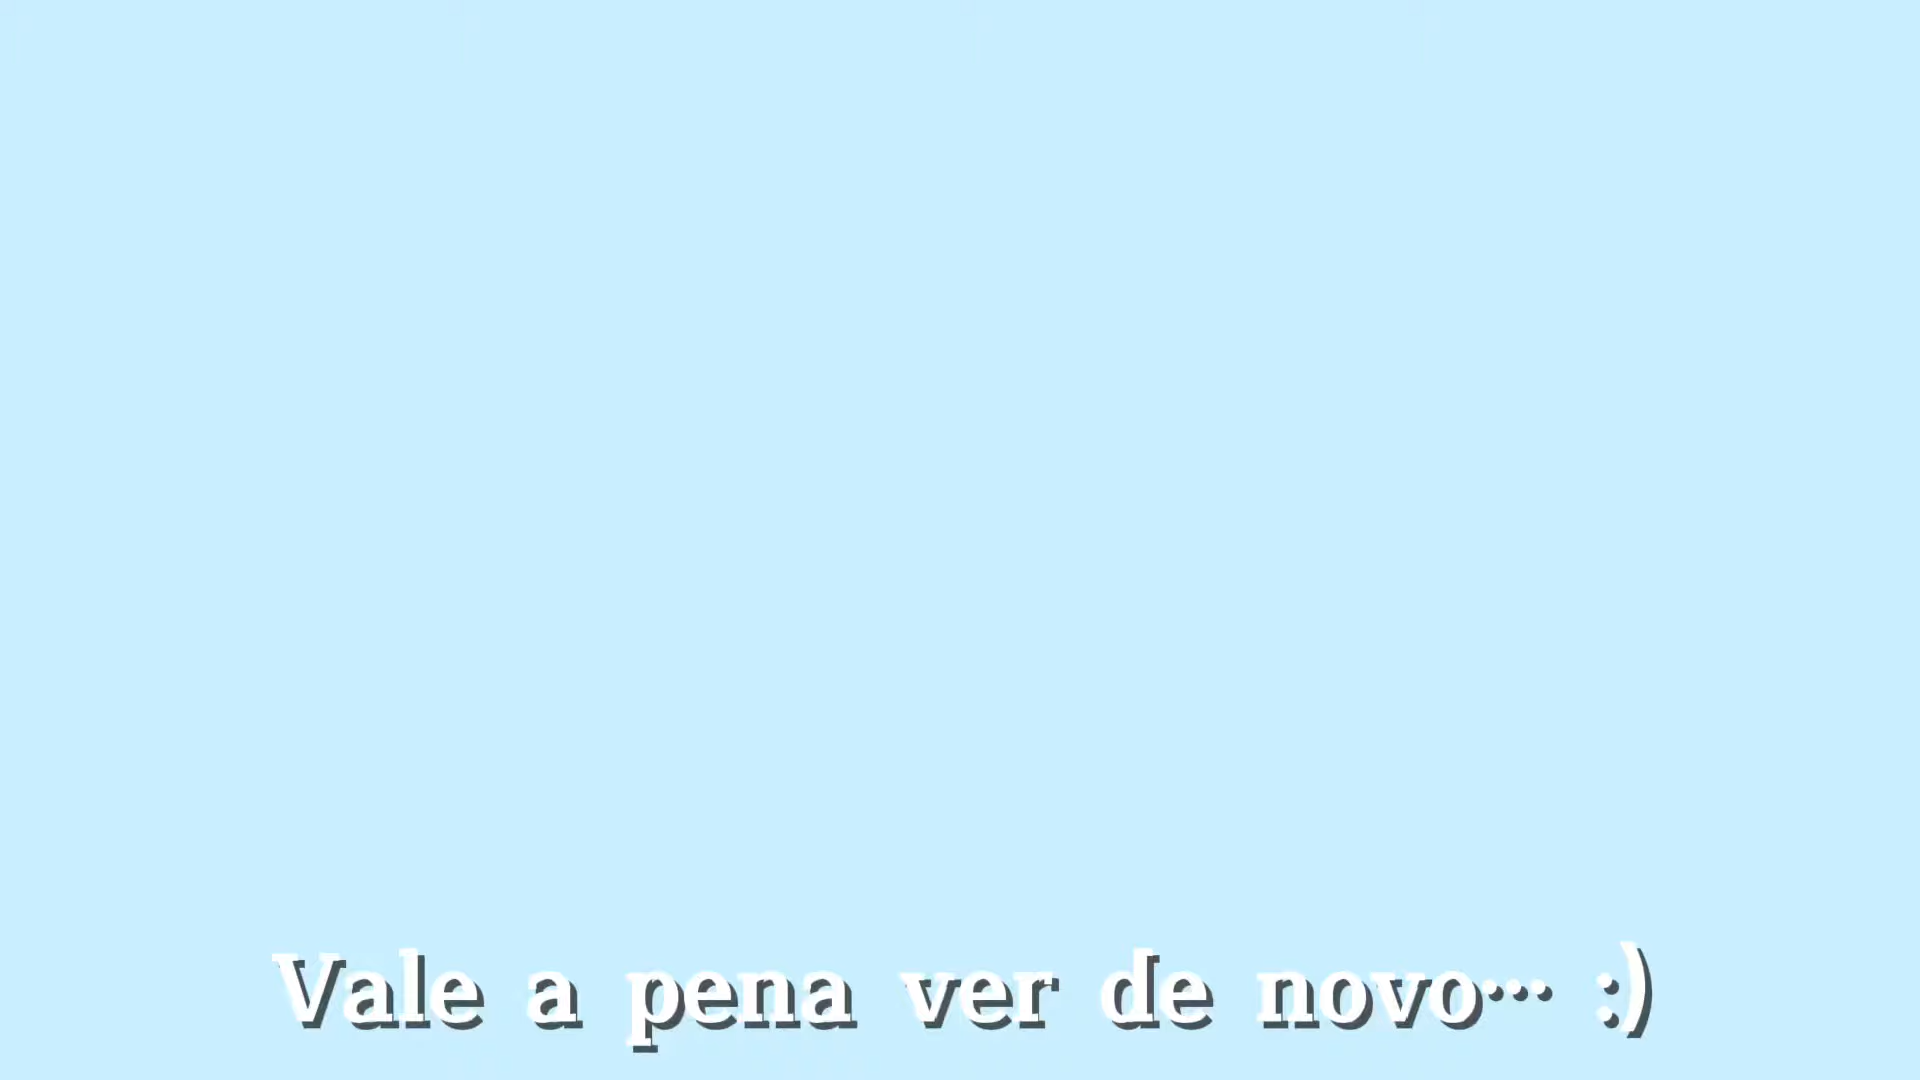 Vale a pena ver de novo… :)